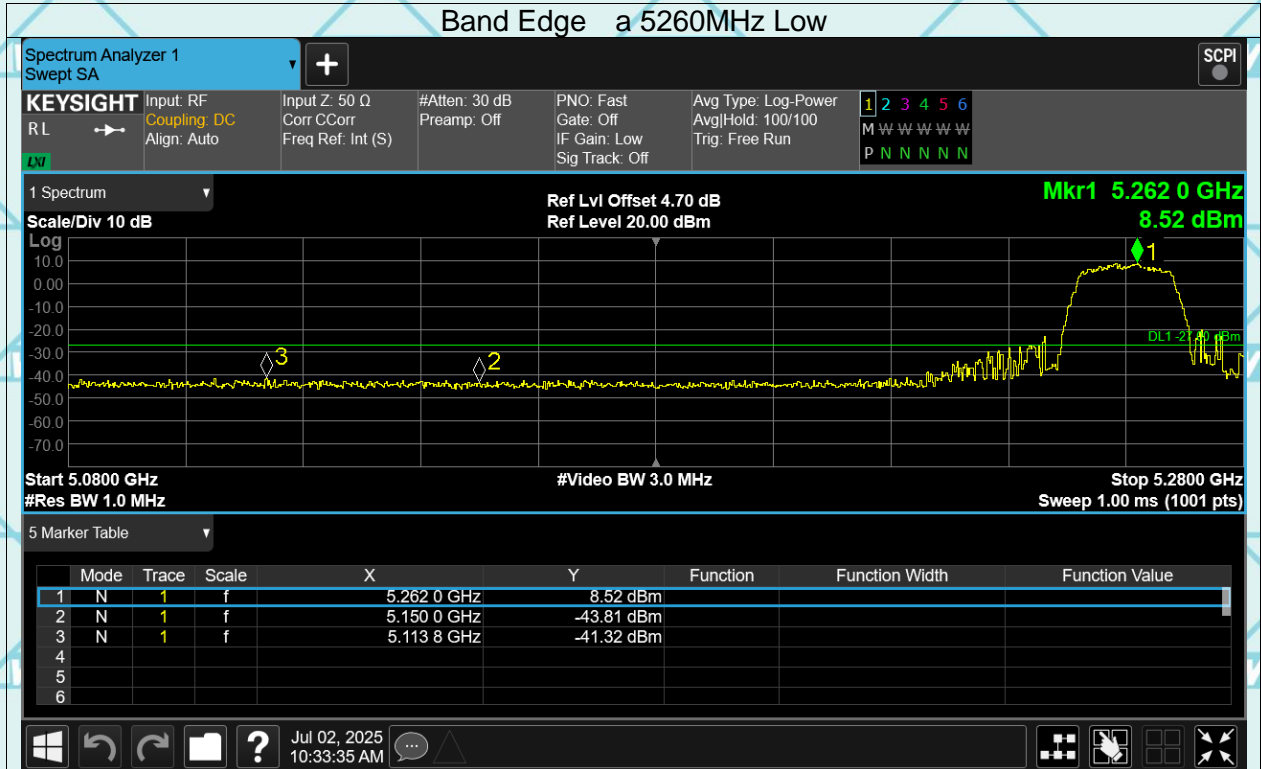 Band Edge a 5260MHz Low
Spectrum Analyzer 1
Swept SA
SCPI
KEYSIGHT
RL
LXI
Input: RF
Coupling: DC
Align: Auto
Input Z: 50 Ω
Corr CCorr
Freq Ref: Int (S)
#Atten: 30 dB
Preamp: Off
PNO: Fast
Gate: Off
IF Gain: Low
Sig Track: Off
Avg Type: Log-Power
Avg|Hold: 100/100
Trig: Free Run
1 2 3 4 5 6
M W W W W W
P N N N N N
1 Spectrum
Scale/Div 10 dB
Ref Lvl Offset 4.70 dB
Ref Level 20.00 dBm
Mkr1 5.262 0 GHz
8.52 dBm
Log
10.0
0.00
-10.0
-20.0
-30.0
-40.0
-50.0
-60.0
-70.0
1
DL1 -27.00 dBm
3
2
Start 5.0800 GHz
#Video BW 3.0 MHz
Stop 5.2800 GHz
#Res BW 1.0 MHz
Sweep 1.00 ms (1001 pts)
5 Marker Table
Mode Trace Scale X Y Function Function Width Function Value
1 N 1 f 5.262 0 GHz 8.52 dBm
2 N 1 f 5.150 0 GHz -43.81 dBm
3 N 1 f 5.113 8 GHz -41.32 dBm
4
5
6
?
Jul 02, 2025
10:33:35 AM